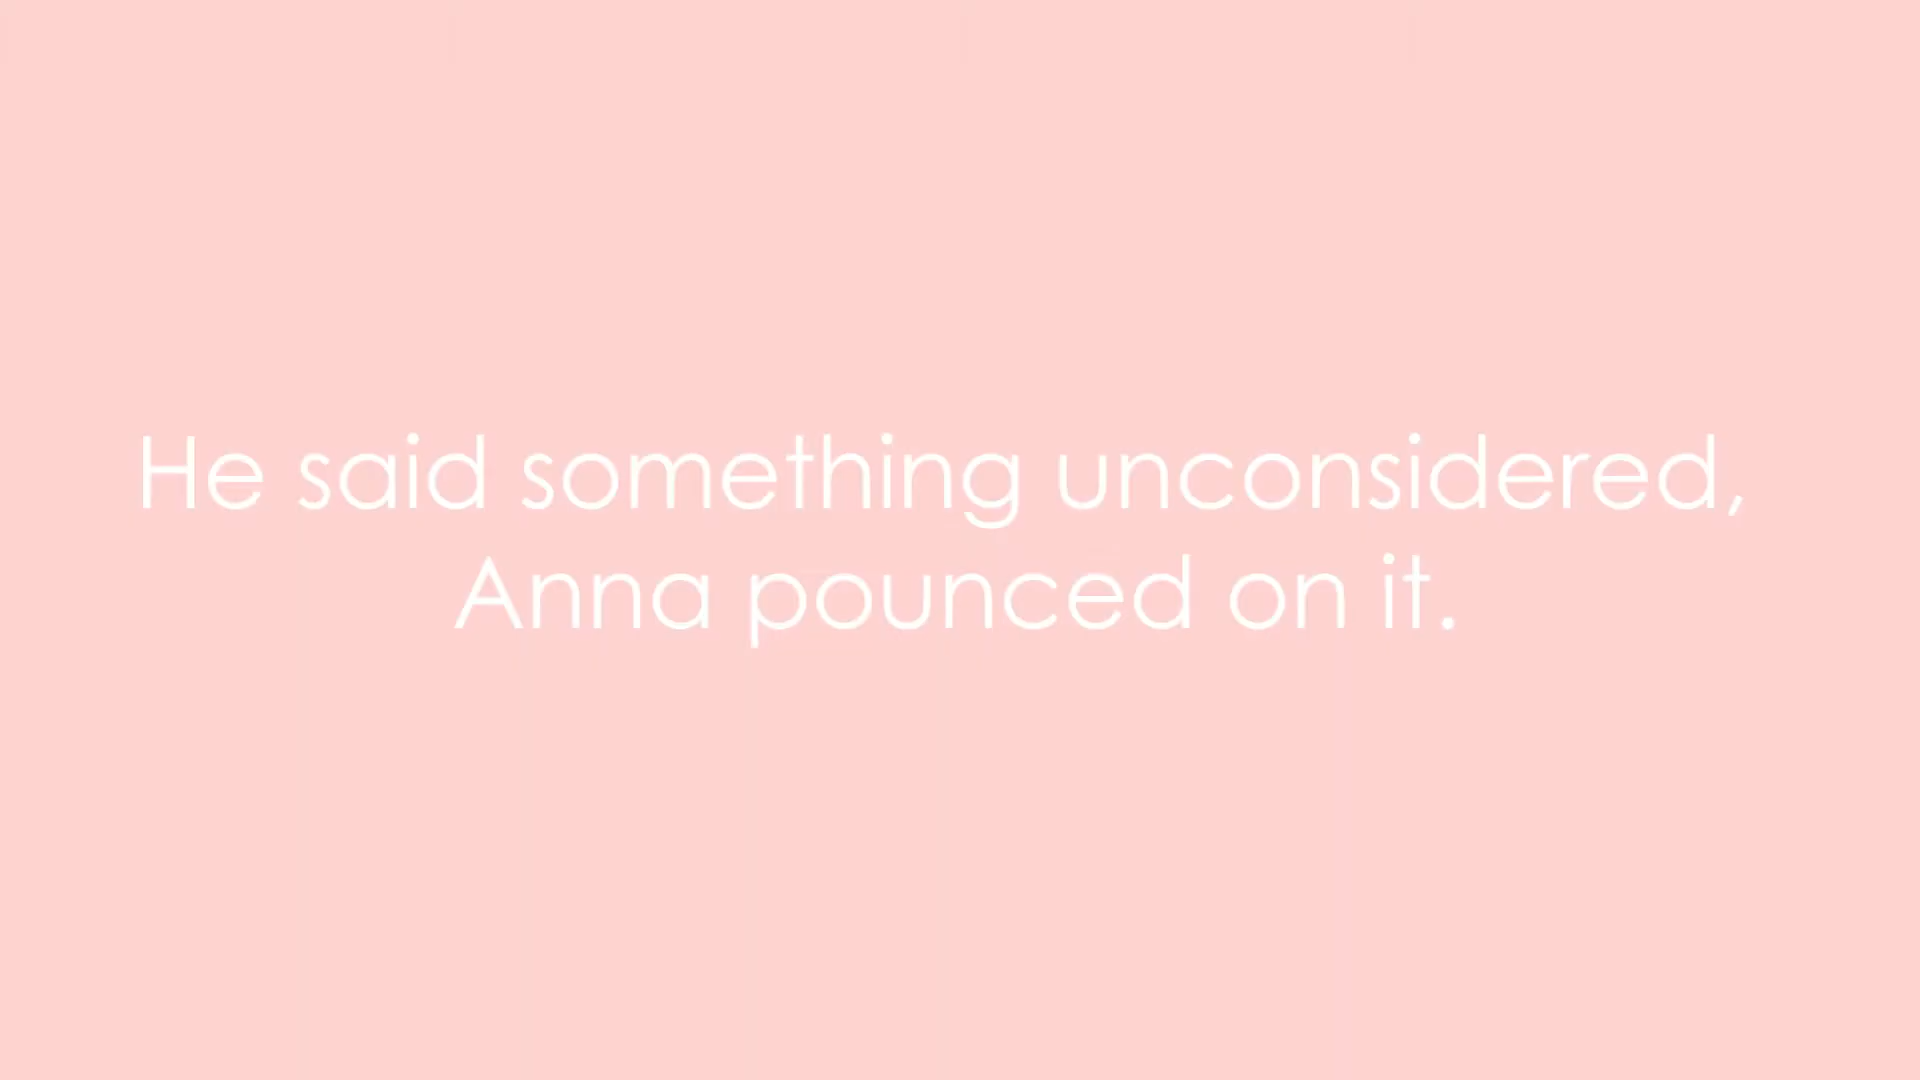 He said something unconsidered,
Anna pounced on it.